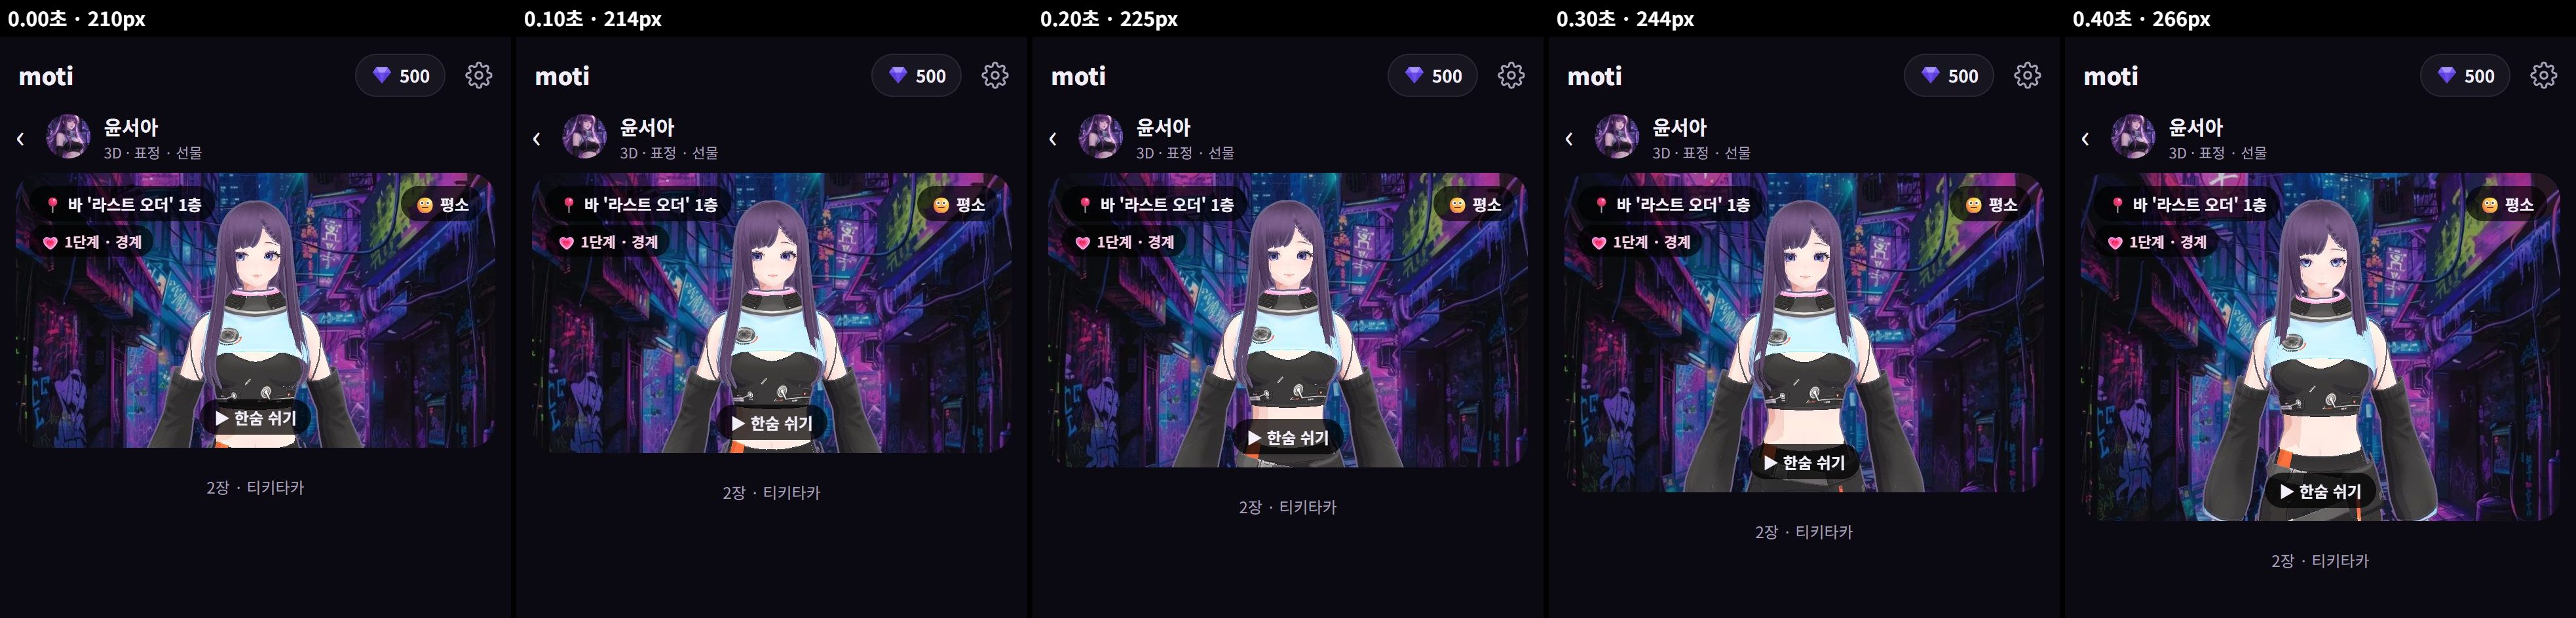 0.00초 · 210px
moti
500
윤서아
3D · 표정 · 선물
바 '라스트 오더' 1층
평소
1단계 · 경계
▶ 한숨 쉬기
2장 · 티키타카
0.10초 · 214px
moti
500
윤서아
3D · 표정 · 선물
바 '라스트 오더' 1층
평소
1단계 · 경계
▶ 한숨 쉬기
2장 · 티키타카
0.20초 · 225px
moti
500
윤서아
3D · 표정 · 선물
바 '라스트 오더' 1층
평소
1단계 · 경계
▶ 한숨 쉬기
2장 · 티키타카
0.30초 · 244px
moti
500
윤서아
3D · 표정 · 선물
바 '라스트 오더' 1층
평소
1단계 · 경계
▶ 한숨 쉬기
2장 · 티키타카
0.40초 · 266px
moti
500
윤서아
3D · 표정 · 선물
바 '라스트 오더' 1층
평소
1단계 · 경계
▶ 한숨 쉬기
2장 · 티키타카